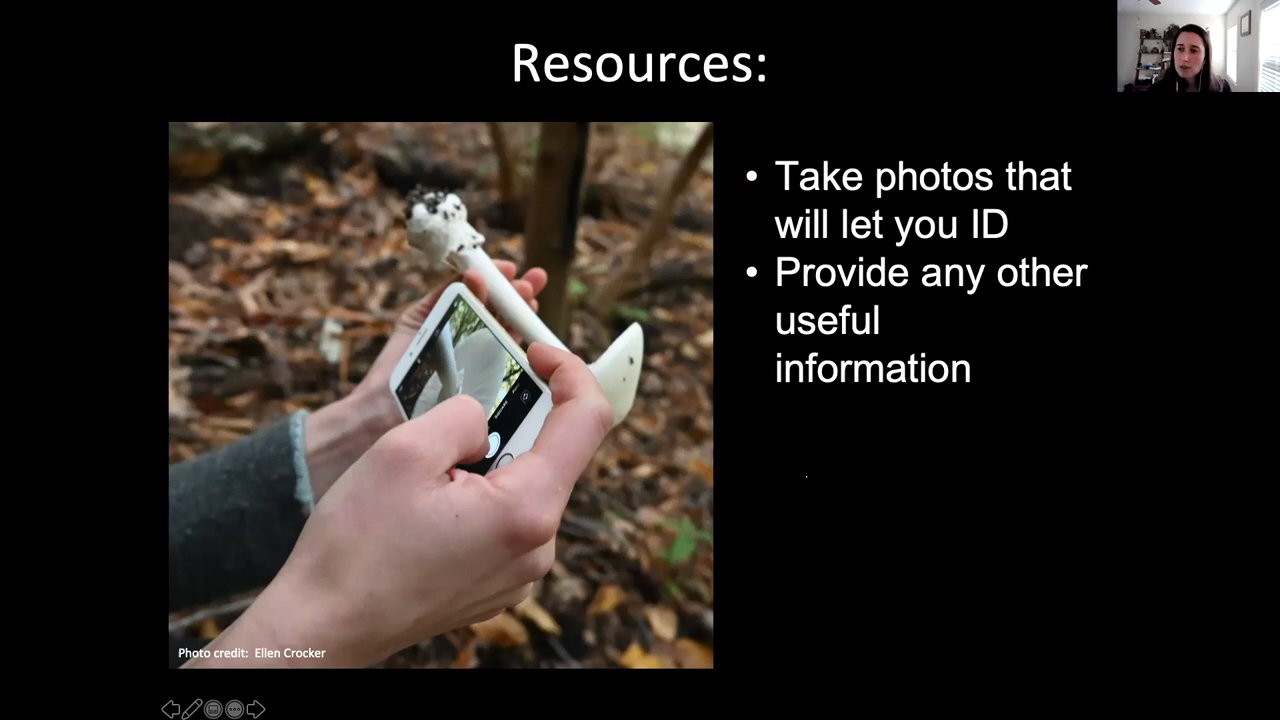 Resources:
• Take photos that
will let you ID
• Provide any other
useful
information
Photo credit: Ellen Crocker